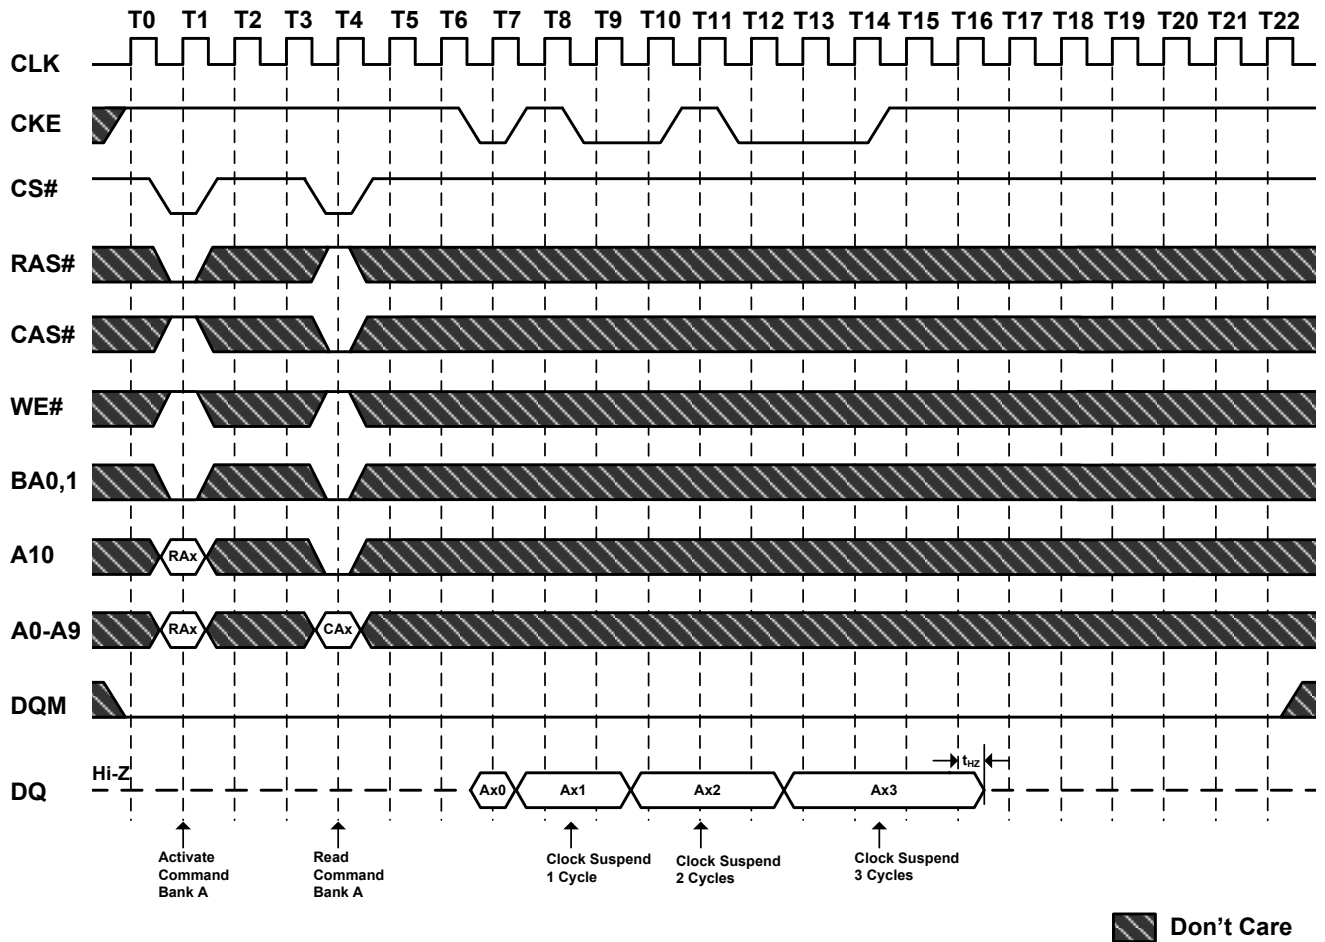 T0 T1 T2 T3 T4 T5 T6 T7 T8 T9 T10 T11 T12 T13 T14 T15 T16 T17 T18 T19 T20 T21 T22
CLK
CKE
CS#
RAS#
CAS#
WE#
BA0,1
A10
RAx
A0-A9
RAx
CAx
DQM
Hi-Z
tHZ
DQ
Ax0
Ax1
Ax2
Ax3
Activate
Command
Bank A
Read
Command
Bank A
Clock Suspend
1 Cycle
Clock Suspend
2 Cycles
Clock Suspend
3 Cycles
Don't Care